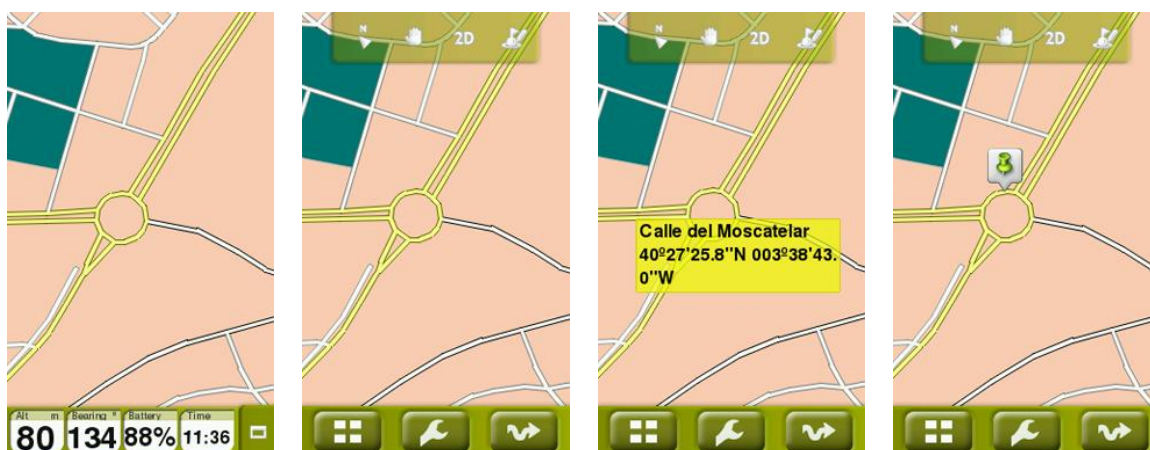 Alt m Bearing º Battery Time
80 134 88% 11:36
N 2D
N 2D
Calle del Moscatelar
40º27'25.8"N 003º38'43.
0"W
N 2D